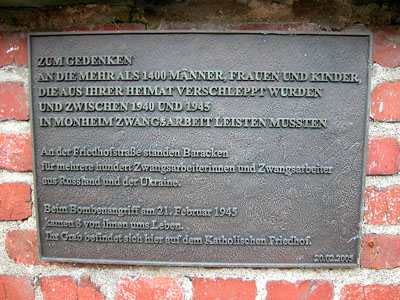 ZUM GEDENKEN
AN DIE MEHR ALS 1400 MÄNNER, FRAUEN UND KINDER,
DIE AUS IHRER HEIMAT VERSCHLEPPT WURDEN
UND ZWISCHEN 1940 UND 1945
IN MONHEIM ZWANGSARBEIT LEISTEN MUSSTEN
An der Friedhofstraße standen Baracken
für mehrere hundert Zwangsarbeiterinnen und Zwangsarbeiter
aus Russland und der Ukraine.
Beim Bombenangriff am 21. Februar 1945
kamen 8 von ihnen ums Leben.
Ihr Grab befindet sich hier auf dem Katholischen Friedhof.
20.02.2005